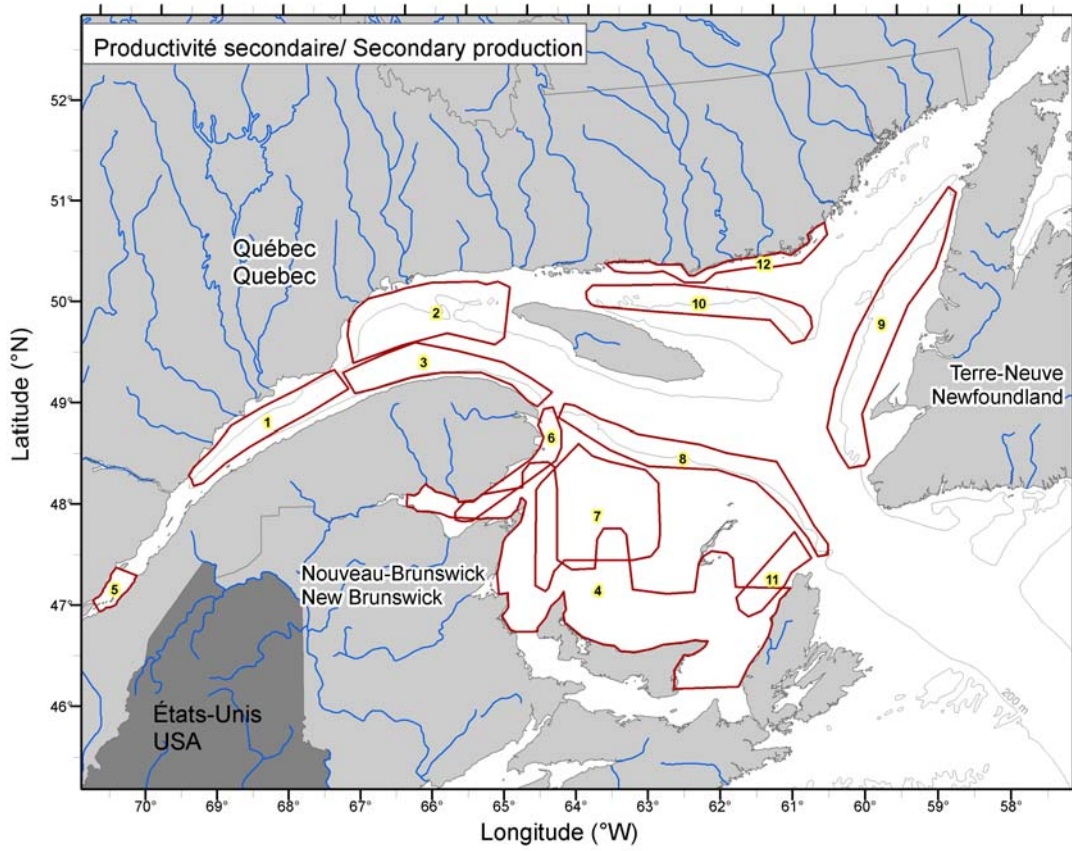 Productivité secondaire/ Secondary production
52°
51°
50°
49°
48°
47°
46°
Latitude (°N)
Québec
Quebec
Terre-Neuve
Newfoundland
Nouveau-Brunswick
New Brunswick
États-Unis
USA
12
10
2
9
3
1
6
8
7
11
4
5
200 m
70°
69°
68°
67°
66°
65°
64°
63°
62°
61°
60°
59°
58°
Longitude (°W)